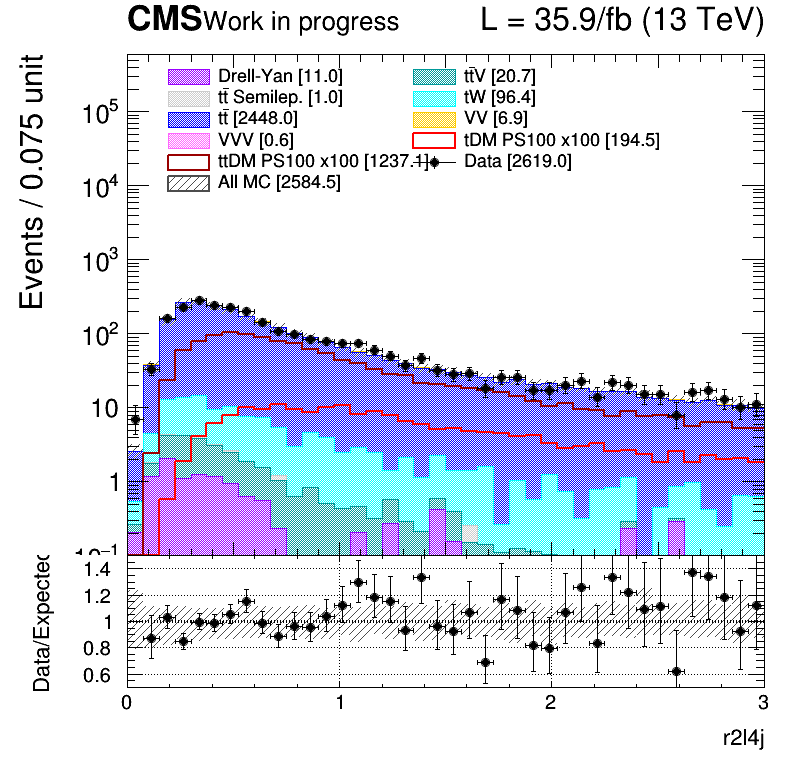 CMS Work in progress L = 35.9/fb (13 TeV)
Drell-Yan [11.0] tt̄V [20.7]
tt̄ Semilep. [1.0] tW [96.4]
tt̄ [2448.0] VV [6.9]
VVV [0.6] tDM PS100 x100 [194.5]
ttDM PS100 x100 [1237.1] Data [2619.0]
All MC [2584.5]
Events / 0.075 unit
10⁵
10⁴
10³
10²
10
1
10⁻¹
Data/Expected
1.4
1.2
1
0.8
0.6
0 1 2 3
r2l4j